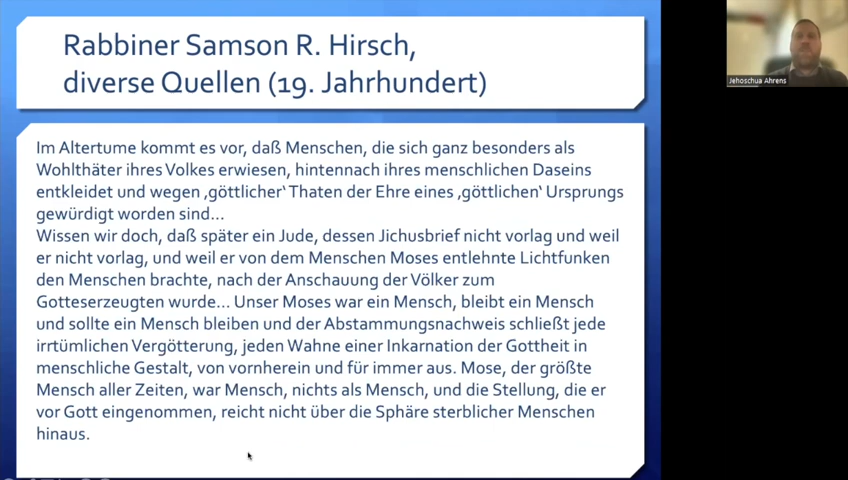 Rabbiner Samson R. Hirsch,
diverse Quellen (19. Jahrhundert)
Im Altertume kommt es vor, daß Menschen, die sich ganz besonders als
Wohlthäter ihres Volkes erwiesen, hintennach ihres menschlichen Daseins
entkleidet und wegen ‚göttlicher‘ Thaten der Ehre eines ‚göttlichen‘ Ursprungs
gewürdigt worden sind...
Wissen wir doch, daß später ein Jude, dessen Jichusbrief nicht vorlag und weil
er nicht vorlag, und weil er von dem Menschen Moses entlehnte Lichtfunken
den Menschen brachte, nach der Anschauung der Völker zum
Gotteserzeugten wurde... Unser Moses war ein Mensch, bleibt ein Mensch
und sollte ein Mensch bleiben und der Abstammungsnachweis schließt jede
irrtümlichen Vergötterung, jeden Wahne einer Inkarnation der Gottheit in
menschliche Gestalt, von vornherein und für immer aus. Mose, der größte
Mensch aller Zeiten, war Mensch, nichts als Mensch, und die Stellung, die er
vor Gott eingenommen, reicht nicht über die Sphäre sterblicher Menschen
hinaus.
Jehoschua Ahrens